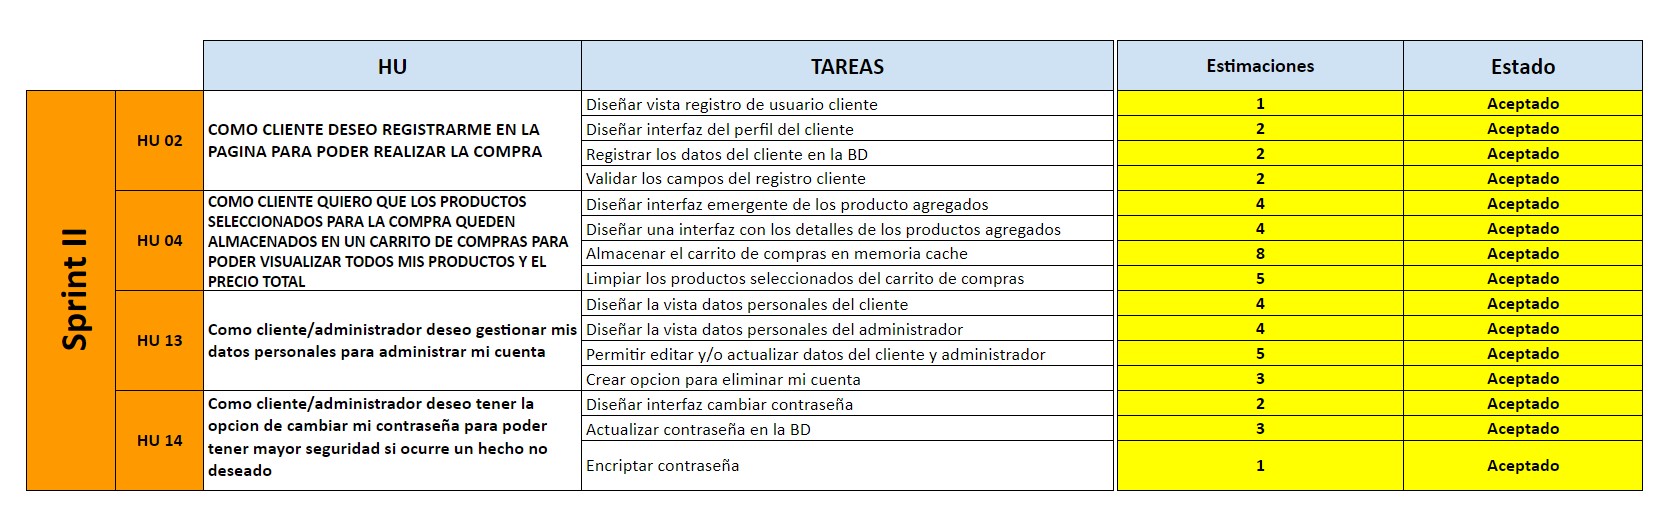 HU TAREAS Estimaciones Estado
Sprint II
HU 02
COMO CLIENTE DESEO REGISTRARME EN LA
PAGINA PARA PODER REALIZAR LA COMPRA
Diseñar vista registro de usuario cliente 1 Aceptado
Diseñar interfaz del perfil del cliente 2 Aceptado
Registrar los datos del cliente en la BD 2 Aceptado
Validar los campos del registro cliente 2 Aceptado
HU 04
COMO CLIENTE QUIERO QUE LOS PRODUCTOS
SELECCIONADOS PARA LA COMPRA QUEDEN
ALMACENADOS EN UN CARRITO DE COMPRAS PARA
PODER VISUALIZAR TODOS MIS PRODUCTOS Y EL
PRECIO TOTAL
Diseñar interfaz emergente de los producto agregados 4 Aceptado
Diseñar una interfaz con los detalles de los productos agregados 4 Aceptado
Almacenar el carrito de compras en memoria cache 8 Aceptado
Limpiar los productos seleccionados del carrito de compras 5 Aceptado
HU 13
Como cliente/administrador deseo gestionar mis
datos personales para administrar mi cuenta
Diseñar la vista datos personales del cliente 4 Aceptado
Diseñar la vista datos personales del administrador 4 Aceptado
Permitir editar y/o actualizar datos del cliente y administrador 5 Aceptado
Crear opcion para eliminar mi cuenta 3 Aceptado
HU 14
Como cliente/administrador deseo tener la
opcion de cambiar mi contraseña para poder
tener mayor seguridad si ocurre un hecho no
deseado
Diseñar interfaz cambiar contraseña 2 Aceptado
Actualizar contraseña en la BD 3 Aceptado
Encriptar contraseña 1 Aceptado